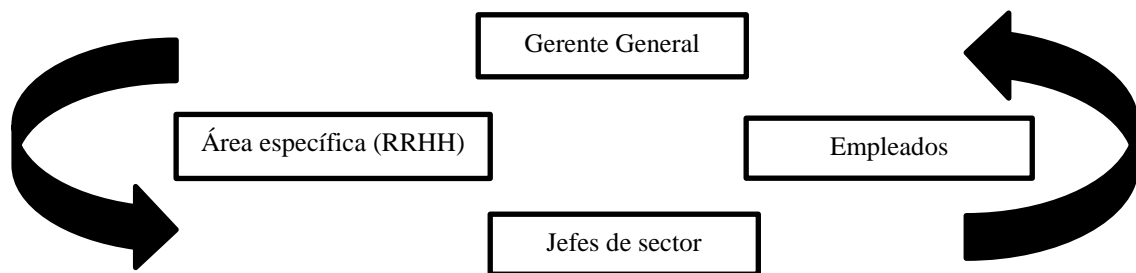 Gerente General
Área específica (RRHH)
Empleados
Jefes de sector